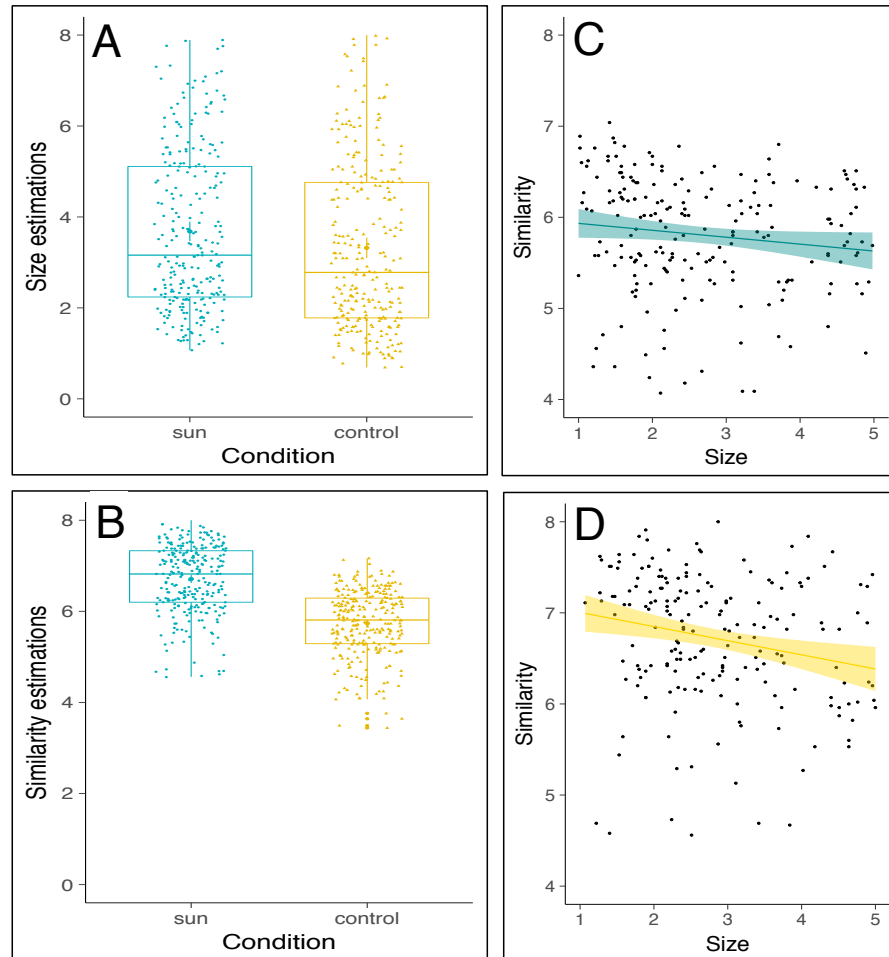 A
Size estimations
8
6
4
2
0
sun
control
Condition
C
Similarity
8
7
6
5
4
1
2
3
4
5
Size
B
Similarity estimations
8
6
4
2
0
sun
control
Condition
D
Similarity
8
7
6
5
4
1
2
3
4
5
Size